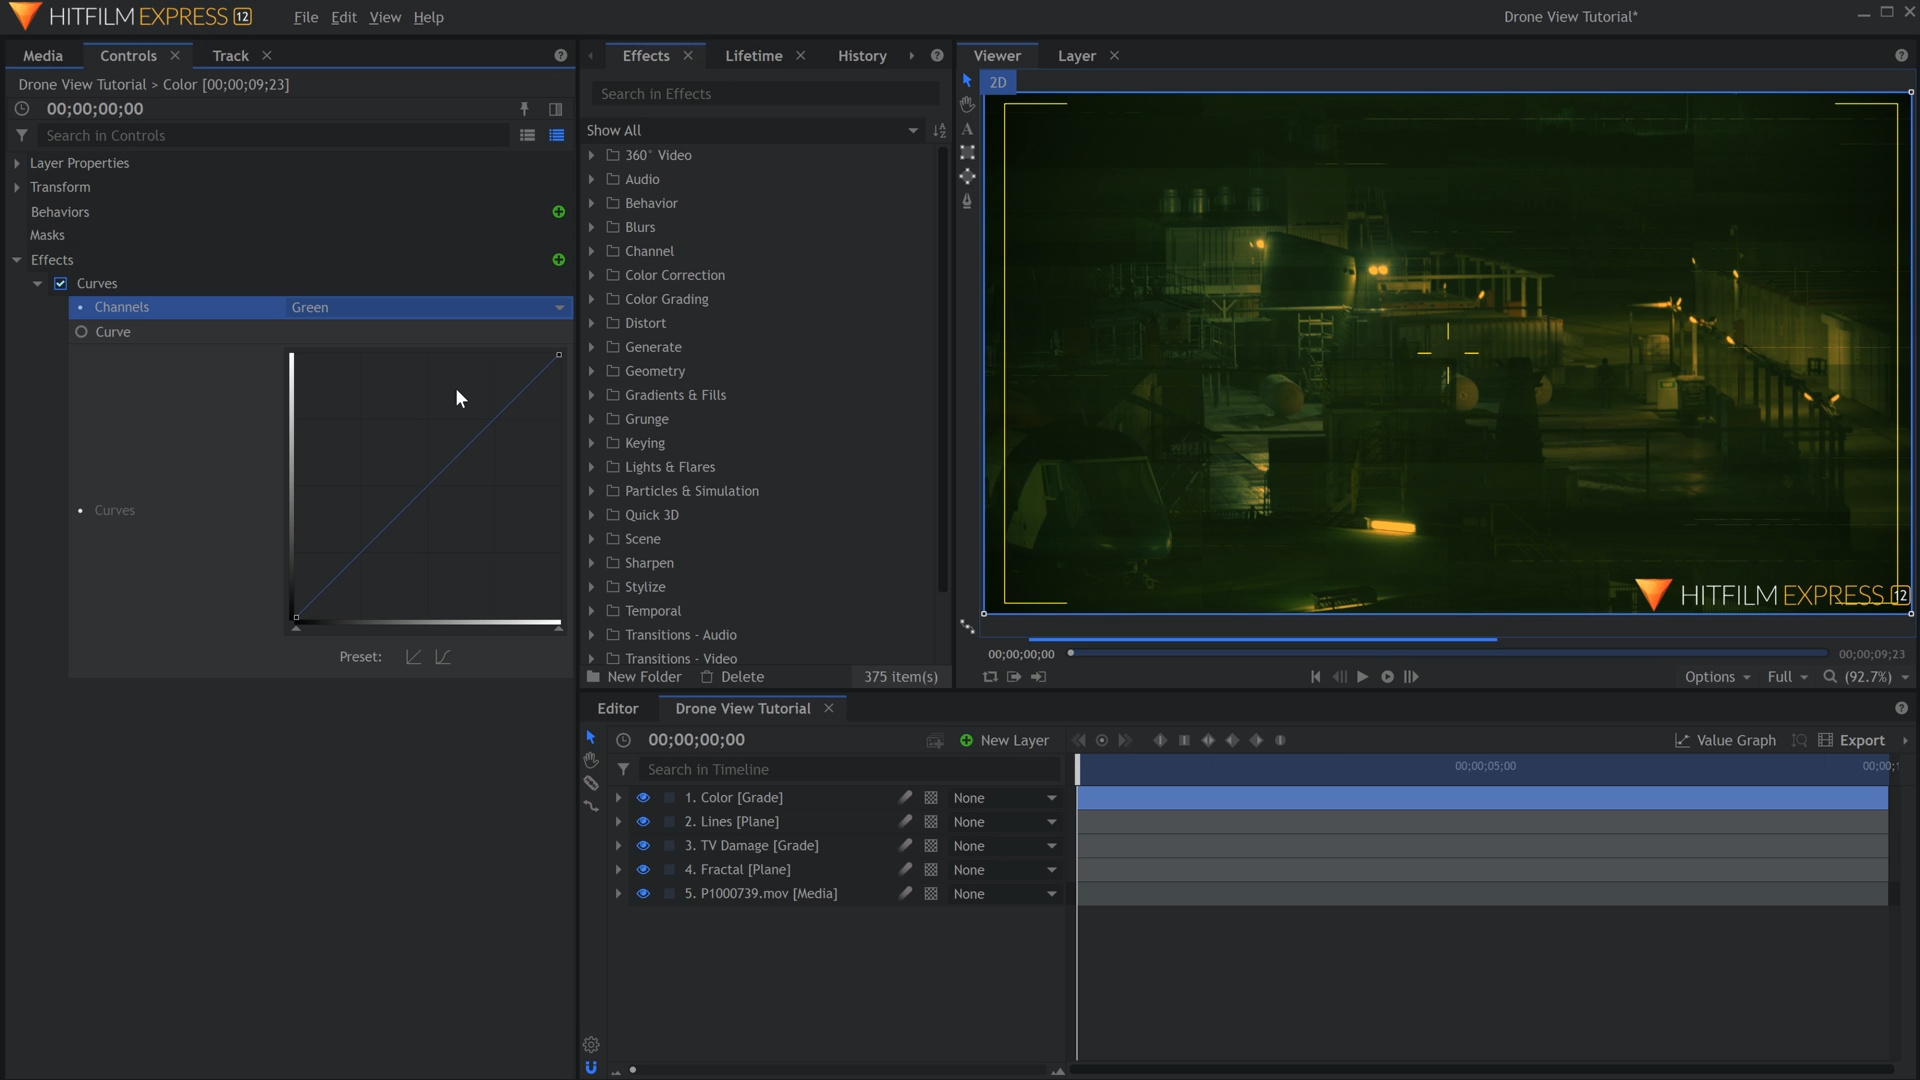 HITFILM EXPRESS 12
File Edit View Help
Drone View Tutorial*
Media Controls Track
Drone View Tutorial > Color [00;00;09;23]
00;00;00;00
Search in Controls
Layer Properties
Transform
Behaviors
Masks
Effects
Curves
Channels Green
Curve
Curves
Preset:
Effects Lifetime History
Search in Effects
Show All
360° Video
Audio
Behavior
Blurs
Channel
Color Correction
Color Grading
Distort
Generate
Geometry
Gradients & Fills
Grunge
Keying
Lights & Flares
Particles & Simulation
Quick 3D
Scene
Sharpen
Stylize
Temporal
Transitions - Audio
Transitions - Video
New Folder Delete 375 item(s)
Viewer Layer
2D
A
HITFILM EXPRESS 12
00;00;00;00 00;00;09;23
Options Full (92.7%)
Editor Drone View Tutorial
00;00;00;00 New Layer Value Graph Export
Search in Timeline 00;00;05;00 00;00;1
1. Color [Grade] None
2. Lines [Plane] None
3. TV Damage [Grade] None
4. Fractal [Plane] None
5. P1000739.mov [Media] None